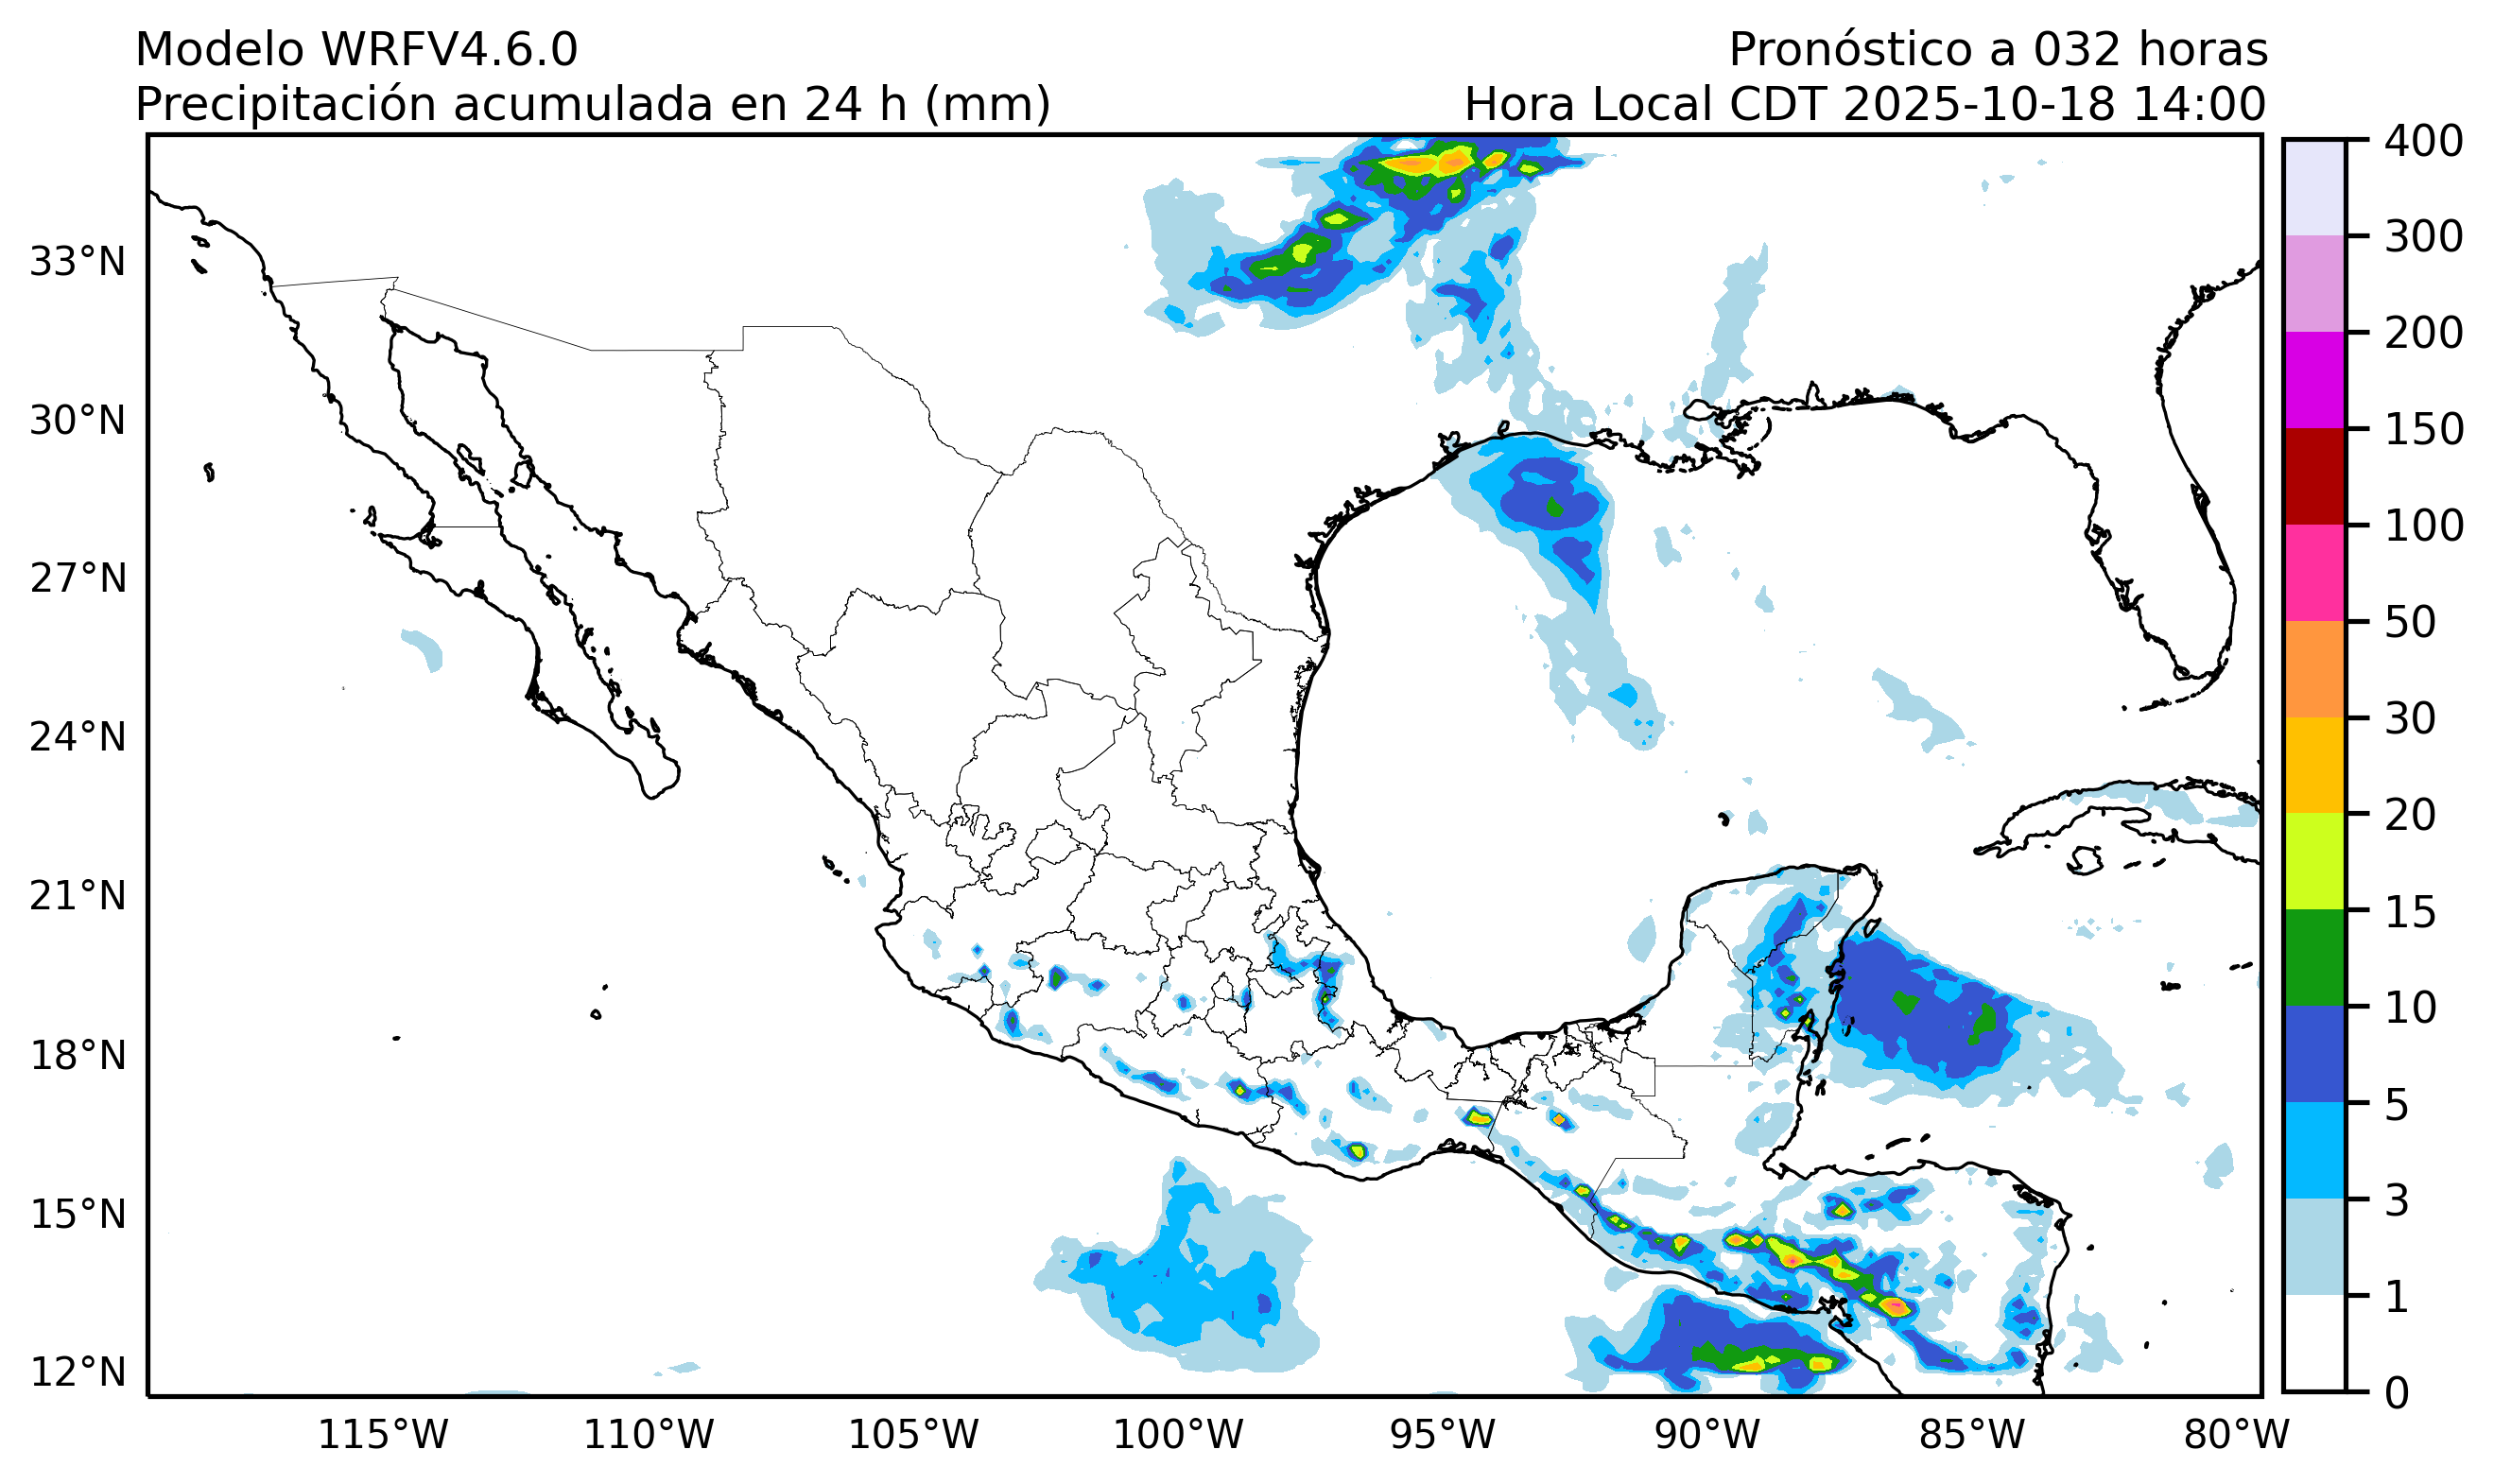 Modelo WRFV4.6.0
Pronóstico a 032 horas
Precipitación acumulada en 24 h (mm)
Hora Local CDT 2025-10-18 14:00
33°N
30°N
27°N
24°N
21°N
18°N
15°N
12°N
115°W
110°W
105°W
100°W
95°W
90°W
85°W
80°W
400
300
200
150
100
50
30
20
15
10
5
3
1
0